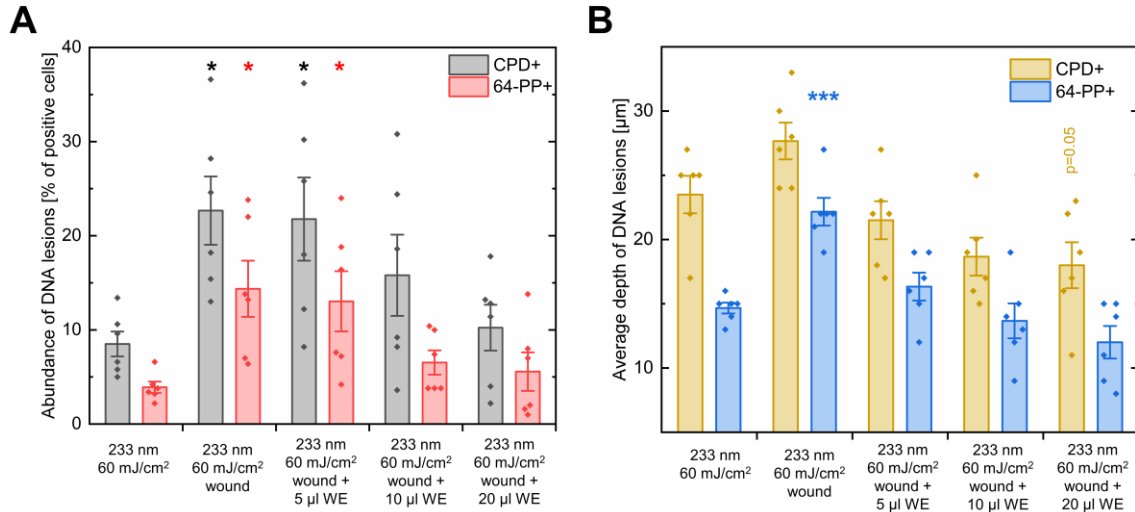 A
Abundance of DNA lesions [% of positive cells]
40
30
20
10
0
* * * *
CPD+
64-PP+
233 nm
60 mJ/cm²
233 nm
60 mJ/cm²
wound
233 nm
60 mJ/cm²
wound +
5 µl WE
233 nm
60 mJ/cm²
wound +
10 µl WE
233 nm
60 mJ/cm²
wound +
20 µl WE
B
Average depth of DNA lesions [µm]
30
20
10
***
CPD+
64-PP+
p=0.05
233 nm
60 mJ/cm²
233 nm
60 mJ/cm²
wound
233 nm
60 mJ/cm²
wound +
5 µl WE
233 nm
60 mJ/cm²
wound +
10 µl WE
233 nm
60 mJ/cm²
wound +
20 µl WE